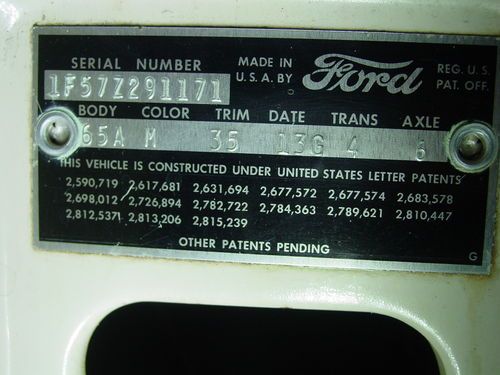 SERIAL NUMBER MADE IN U.S.A. BY Ford REG. U.S. PAT. OFF.
1F57Z291171
BODY COLOR TRIM DATE TRANS AXLE
65A M 35 13G 4 6
THIS VEHICLE IS CONSTRUCTED UNDER UNITED STATES LETTER PATENTS
2,590,719 2,617,681 2,631,694 2,677,572 2,677,574 2,683,578
2,698,012 2,726,894 2,782,722 2,784,363 2,789,621 2,810,447
2,812,537 2,813,206 2,815,239
OTHER PATENTS PENDING
G